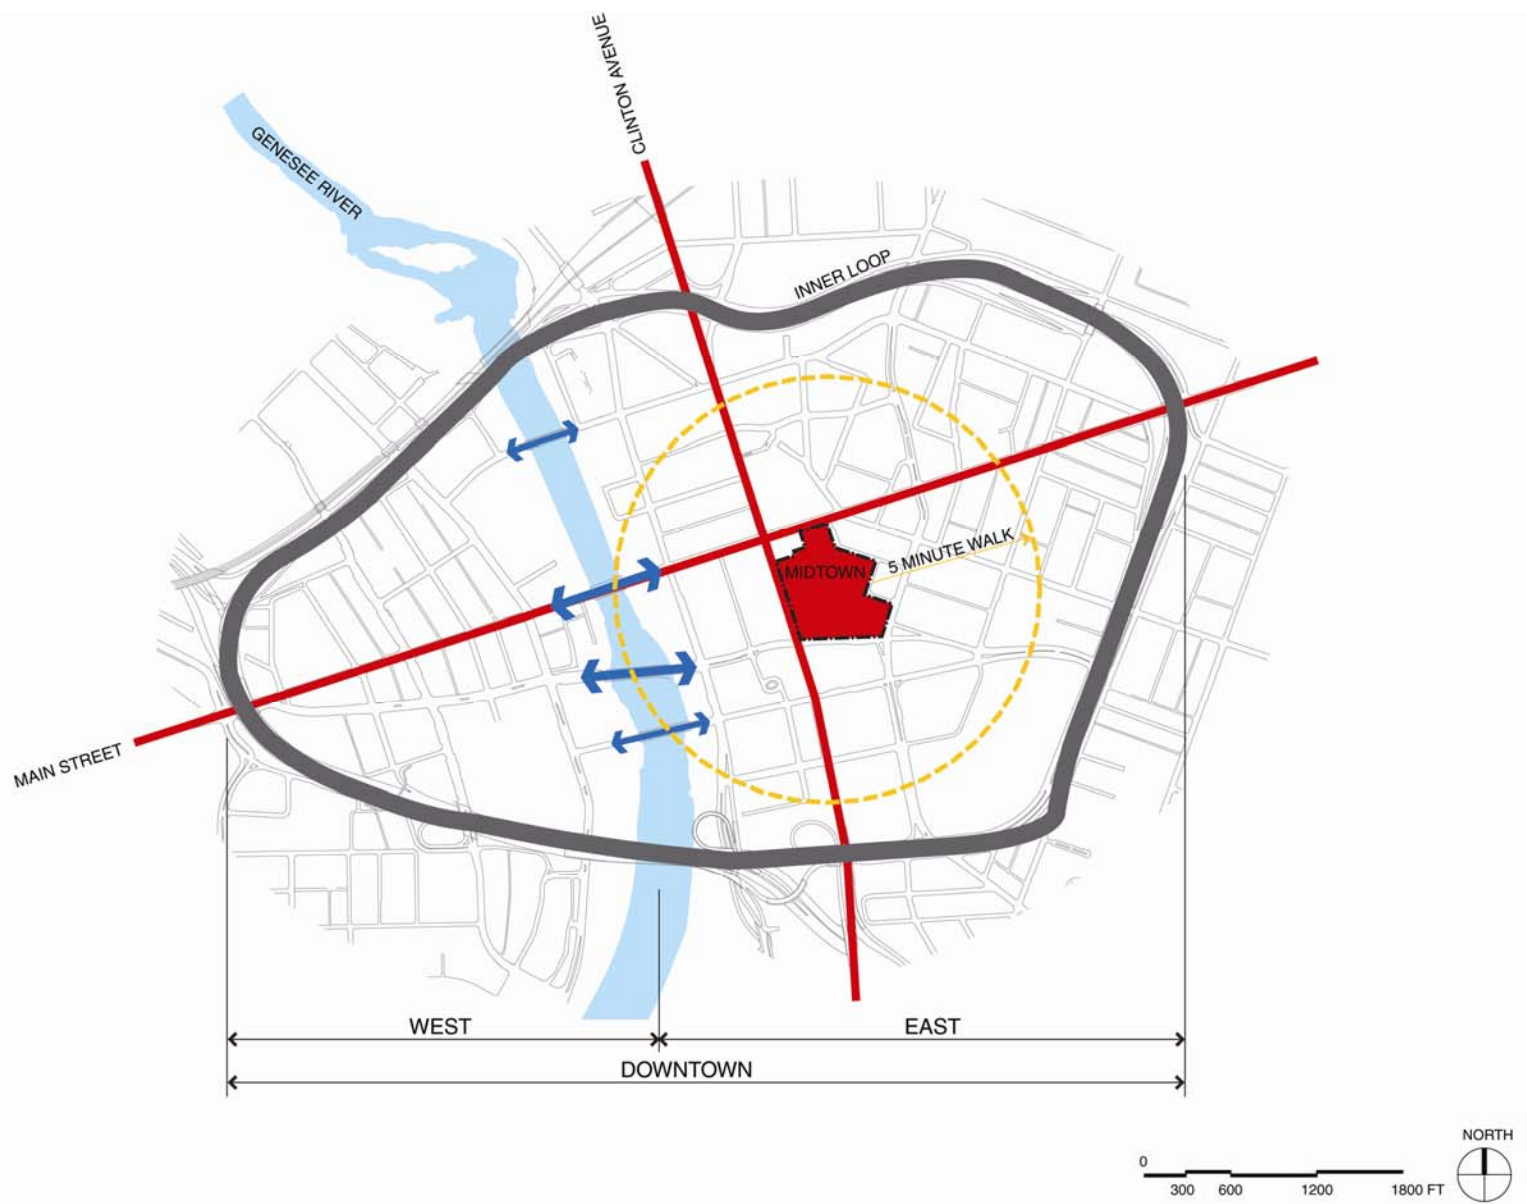 CLINTON AVENUE
GENESEE RIVER
INNER LOOP
5 MINUTE WALK
MIDTOWN
MAIN STREET
WEST
EAST
DOWNTOWN
NORTH
0
300 600 1200 1800 FT